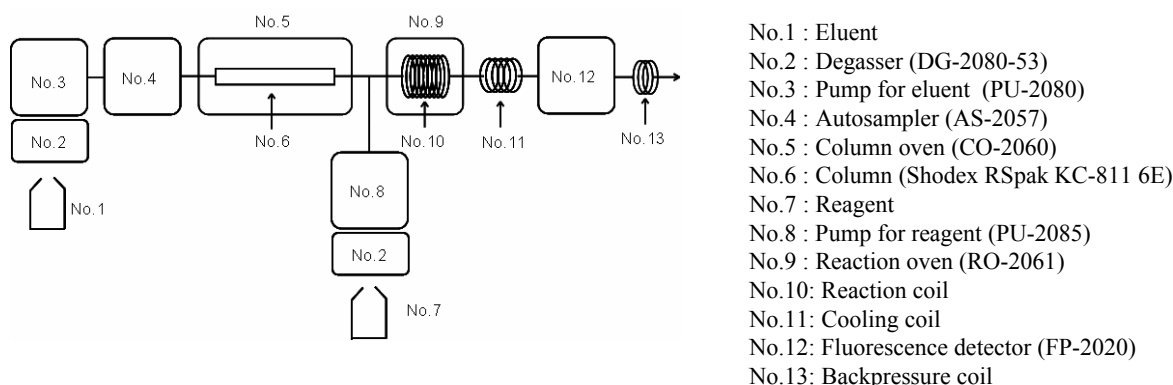 No.5
No.9
No.3
No.4
No.12
No.2
No.6
No.10
No.11
No.13
No.1
No.8
No.2
No.7
No.1 : Eluent
No.2 : Degasser (DG-2080-53)
No.3 : Pump for eluent (PU-2080)
No.4 : Autosampler (AS-2057)
No.5 : Column oven (CO-2060)
No.6 : Column (Shodex RSpak KC-811 6E)
No.7 : Reagent
No.8 : Pump for reagent (PU-2085)
No.9 : Reaction oven (RO-2061)
No.10: Reaction coil
No.11: Cooling coil
No.12: Fluorescence detector (FP-2020)
No.13: Backpressure coil